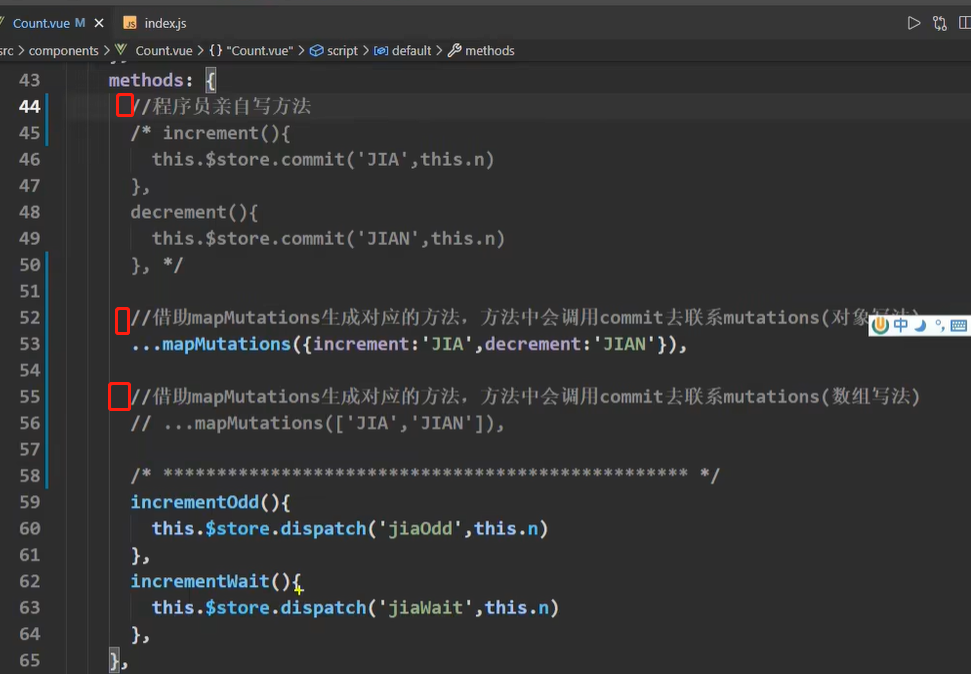 Count.vue M × JS index.js
src > components > Count.vue > {} "Count.vue" > script > default > methods
43 methods: {
44 //程序员亲自写方法
45 /* increment(){
46 this.$store.commit('JIA',this.n)
47 },
48 decrement(){
49 this.$store.commit('JIAN',this.n)
50 }, */
51
52 //借助mapMutations生成对应的方法，方法中会调用commit去联系mutations(对象写法)
中
53 ...mapMutations({increment:'JIA',decrement:'JIAN'}),
54
55 //借助mapMutations生成对应的方法，方法中会调用commit去联系mutations(数组写法)
56 // ...mapMutations(['JIA','JIAN']),
57
58 /* ************************************************* */
59 incrementOdd(){
60 this.$store.dispatch('jiaOdd',this.n)
61 },
62 incrementWait(){
63 this.$store.dispatch('jiaWait',this.n)
64 },
65 },